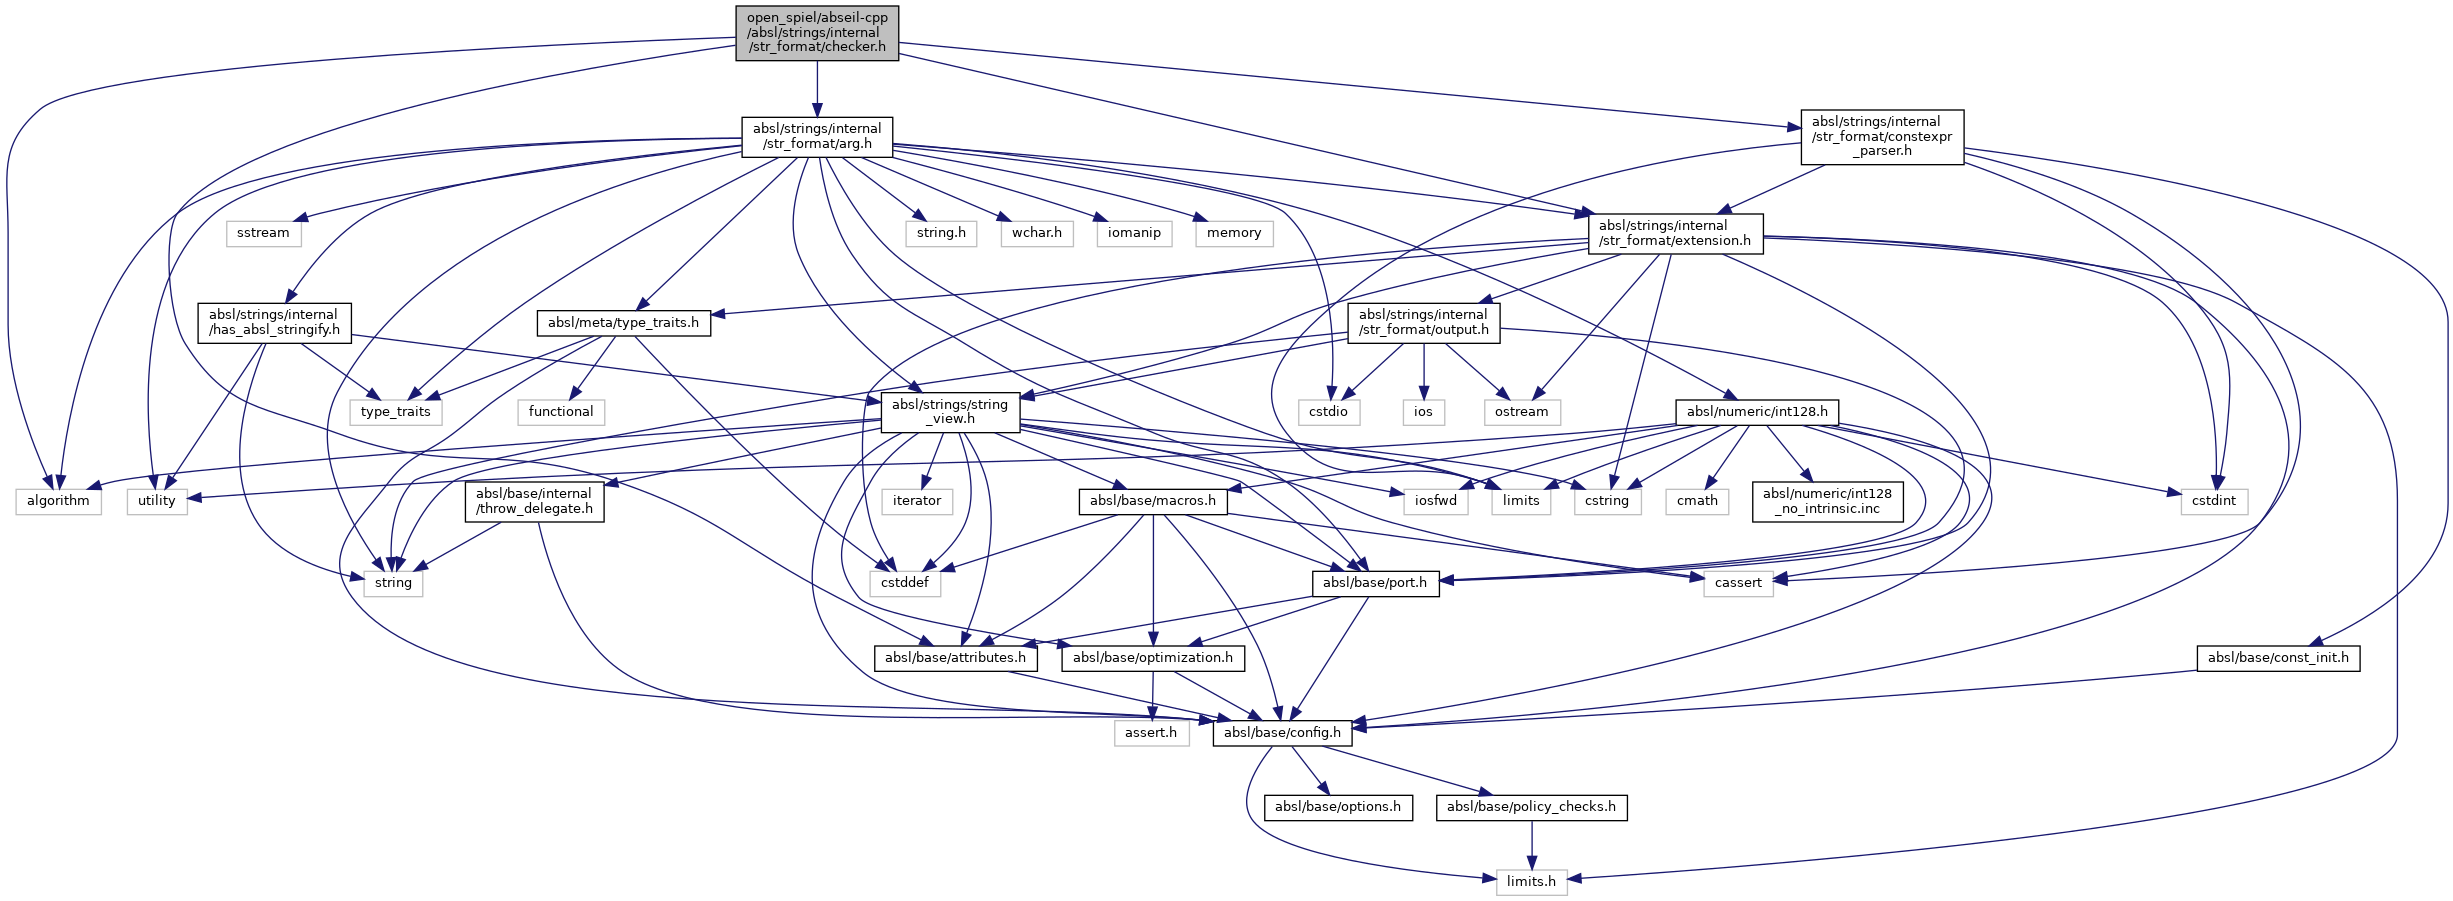 open_spiel/abseil-cpp
/absl/strings/internal
/str_format/checker.h
absl/strings/internal
/str_format/arg.h
absl/strings/internal
/str_format/constexpr
_parser.h
sstream
string.h
wchar.h
iomanip
memory
absl/strings/internal
/str_format/extension.h
absl/strings/internal
/has_absl_stringify.h
absl/meta/type_traits.h
absl/strings/internal
/str_format/output.h
type_traits
functional
absl/strings/string
_view.h
cstdio
ios
ostream
absl/numeric/int128.h
algorithm
utility
absl/base/internal
/throw_delegate.h
iterator
absl/base/macros.h
iosfwd
limits
cstring
cmath
absl/numeric/int128
_no_intrinsic.inc
cstdint
string
cstddef
absl/base/port.h
cassert
absl/base/attributes.h
absl/base/optimization.h
absl/base/const_init.h
assert.h
absl/base/config.h
absl/base/options.h
absl/base/policy_checks.h
limits.h